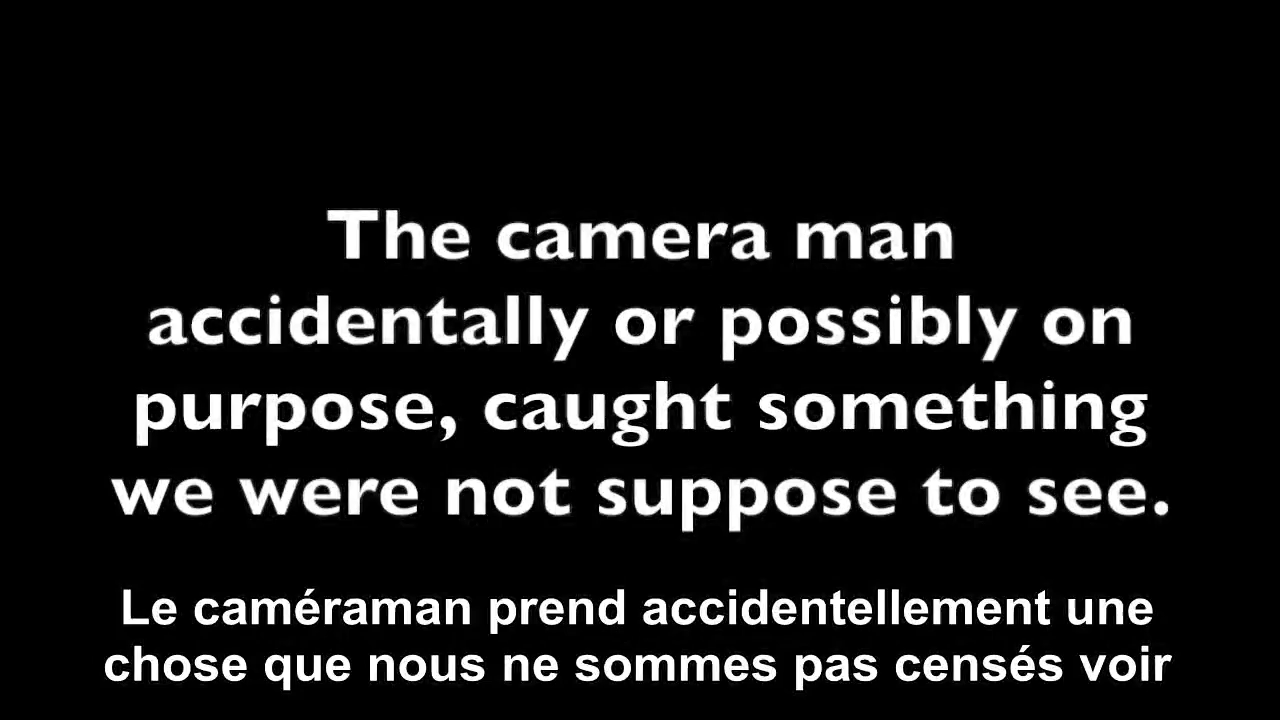 The camera man
accidentally or possibly on
purpose, caught something
we were not suppose to see.
Le caméraman prend accidentellement une
chose que nous ne sommes pas censés voir